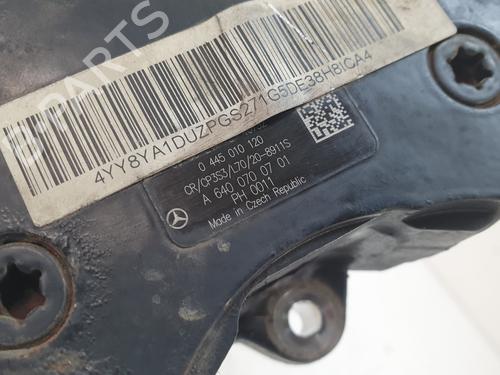 B-PARTS
4YY8YA1DUZPGS271G5DE38H8ICA4
0 445 010 120
CR/CP3S3/L70/20-8911S
A 640 070 07 01
PH 0011
Made in Czech Republic